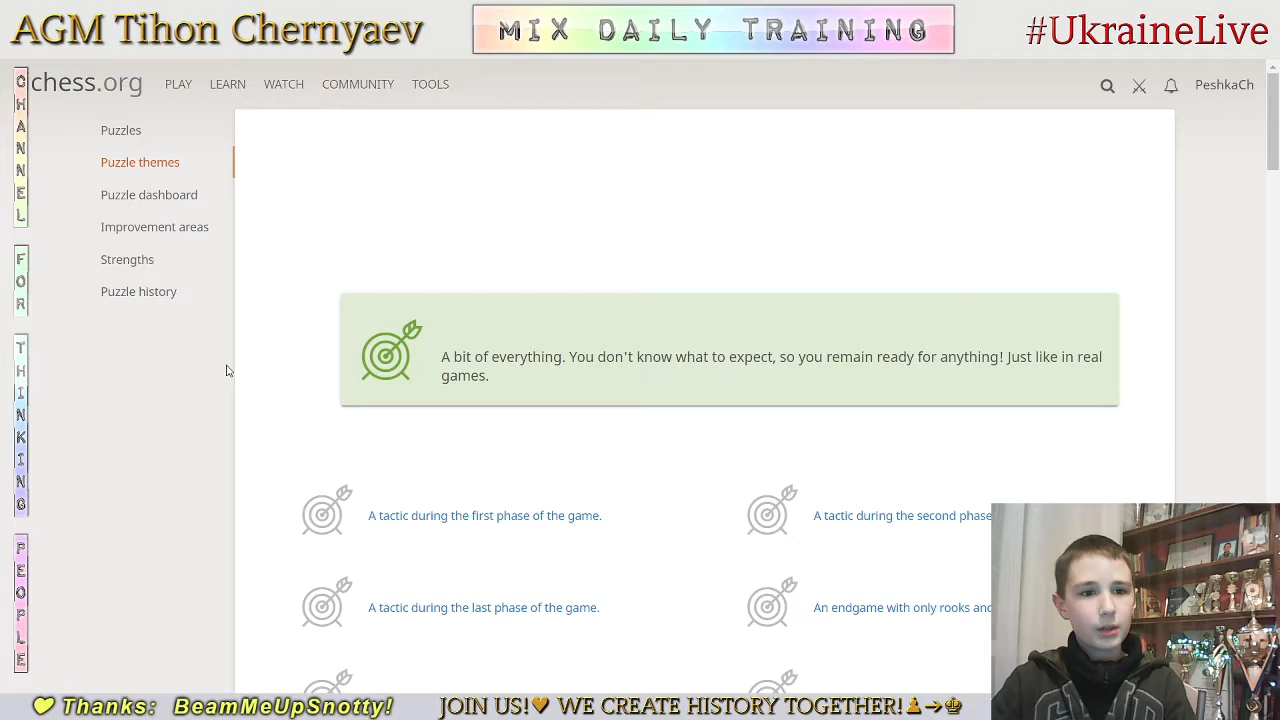 AGM Tihon Chernyaev
MIX DAILY TRAINING
#UkraineLive
chess.org
PLAY
LEARN
WATCH
COMMUNITY
TOOLS
PeshkaCh
CHANNEL
FOR
THINKING
PEOPLE
Puzzles
Puzzle themes
Puzzle dashboard
Improvement areas
Strengths
Puzzle history
A bit of everything. You don't know what to expect, so you remain ready for anything! Just like in real
games.
A tactic during the first phase of the game.
A tactic during the second phase
A tactic during the last phase of the game.
An endgame with only rooks and
Thanks: BeamMeUpSnotty!
JOIN US! WE CREATE HISTORY TOGETHER!